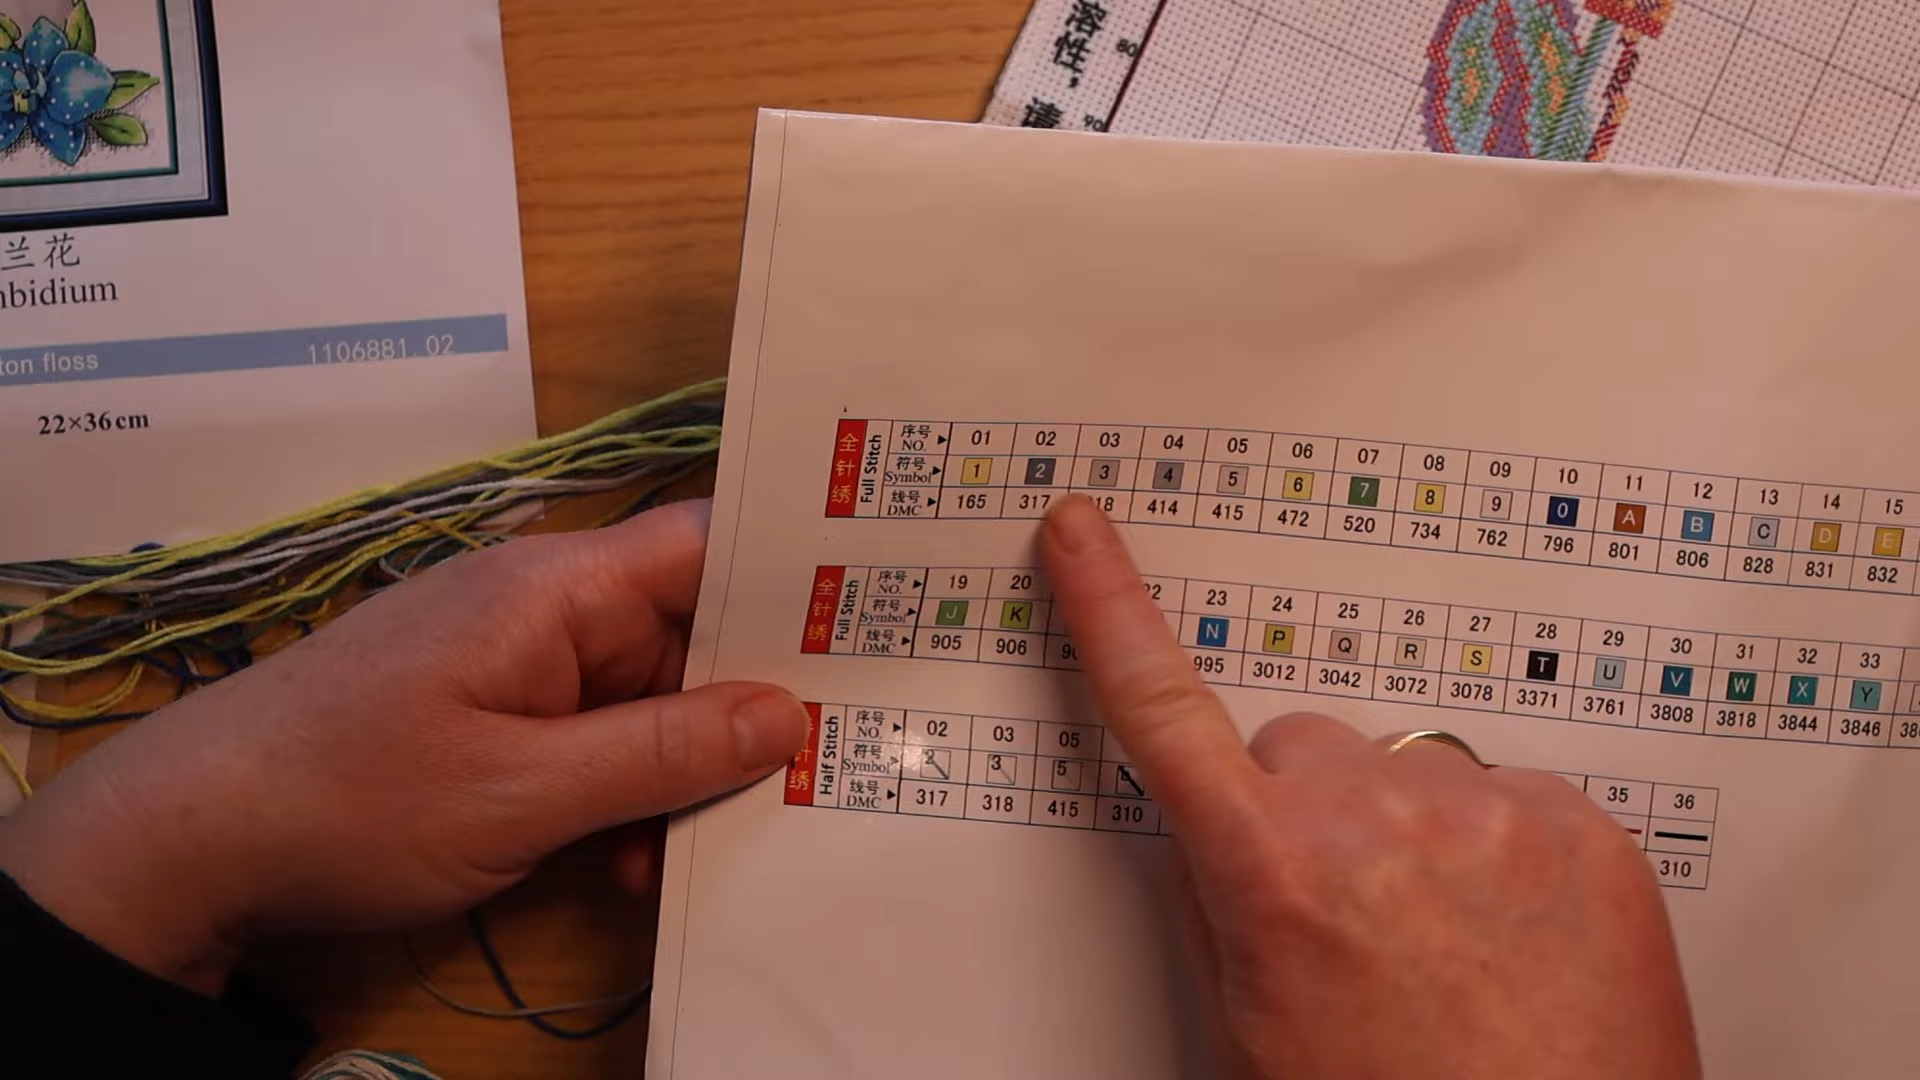 兰花
ton floss 1106881.02
22×36cm
溶性，请
80
90
全针绣 Full Stitch
序号 NO. 01 02 03 04 05 06 07 08 09 10 11 12 13 14 15
符号 Symbol 1 2 3 4 5 6 7 8 9 0 A B C D E
线号 DMC 165 317 414 415 472 520 734 762 796 801 806 828 831 832
全针绣 Full Stitch
序号 NO. 19 20 23 24 25 26 27 28 29 30 31 32 33
符号 Symbol J K N P Q R S T U V W X Y
线号 DMC 905 906 995 3012 3042 3072 3078 3371 3761 3808 3818 3844 3846
针绣 Half Stitch
序号 NO. 02 03 05 35 36
符号 Symbol 2 3 5
线号 DMC 317 318 415 310 310